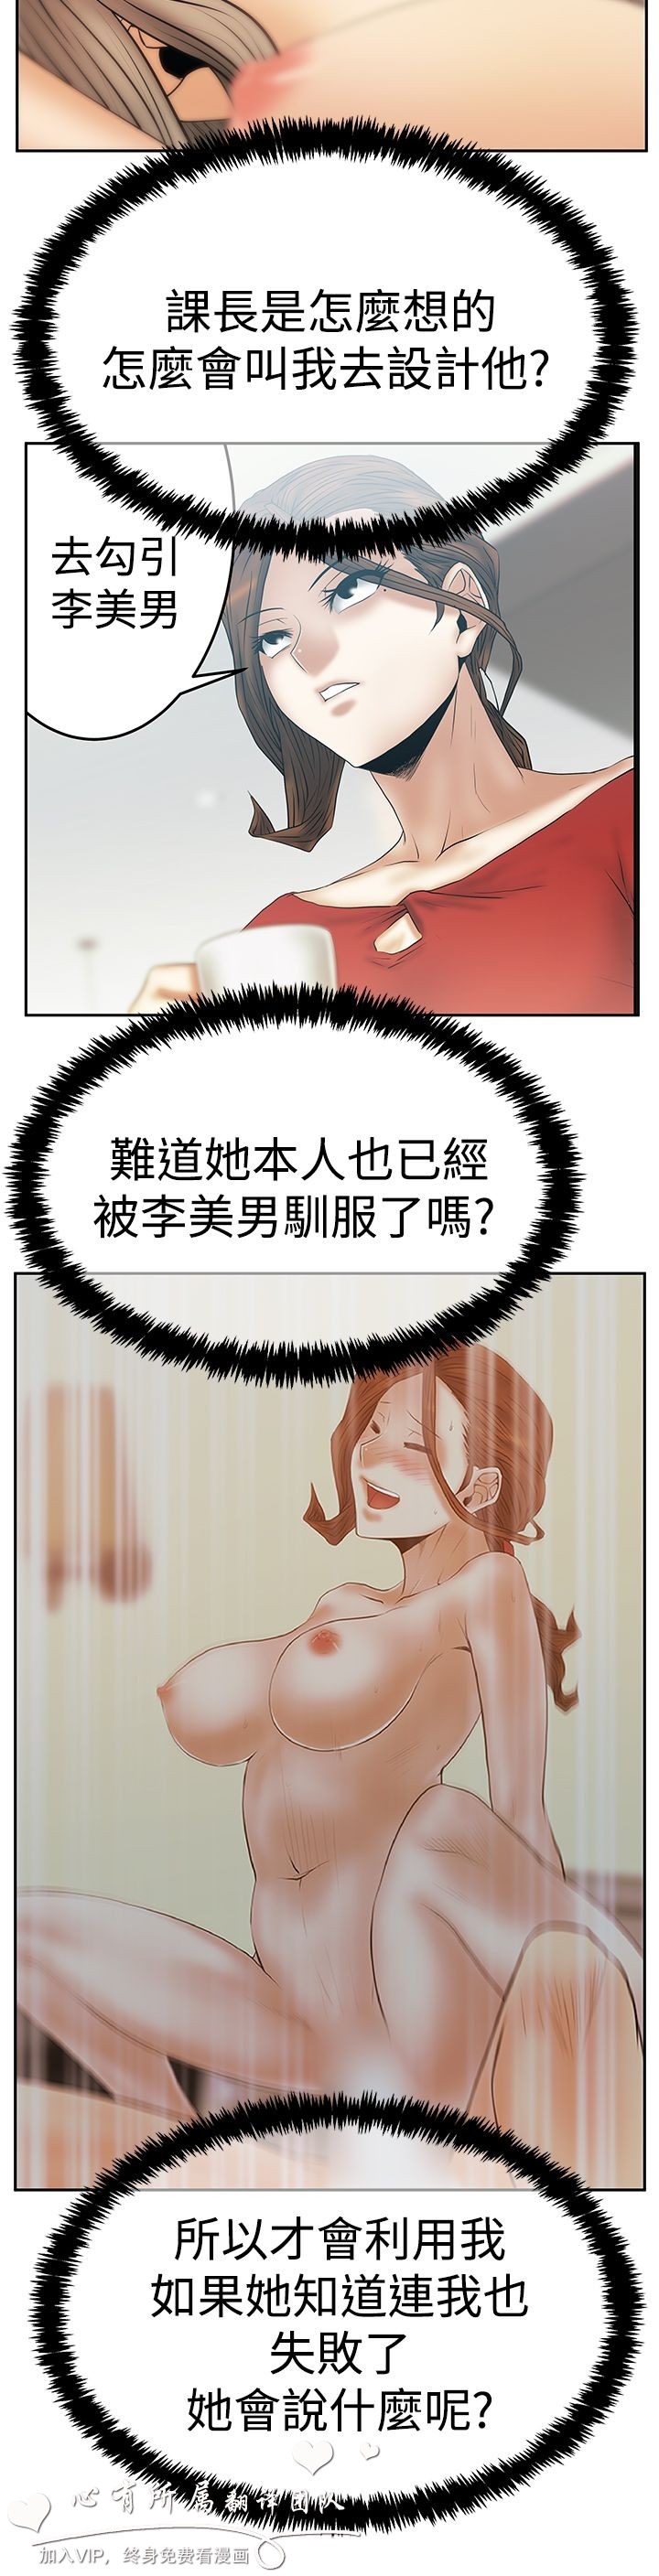 課長是怎麼想的
怎麼會叫我去設計他?
去勾引
李美男
難道她本人也已經
被李美男馴服了嗎?
所以才會利用我
如果她知道連我也
失敗了
她會說什麼呢?
心有所属翻译团队
加入VIP，终身免费看漫画